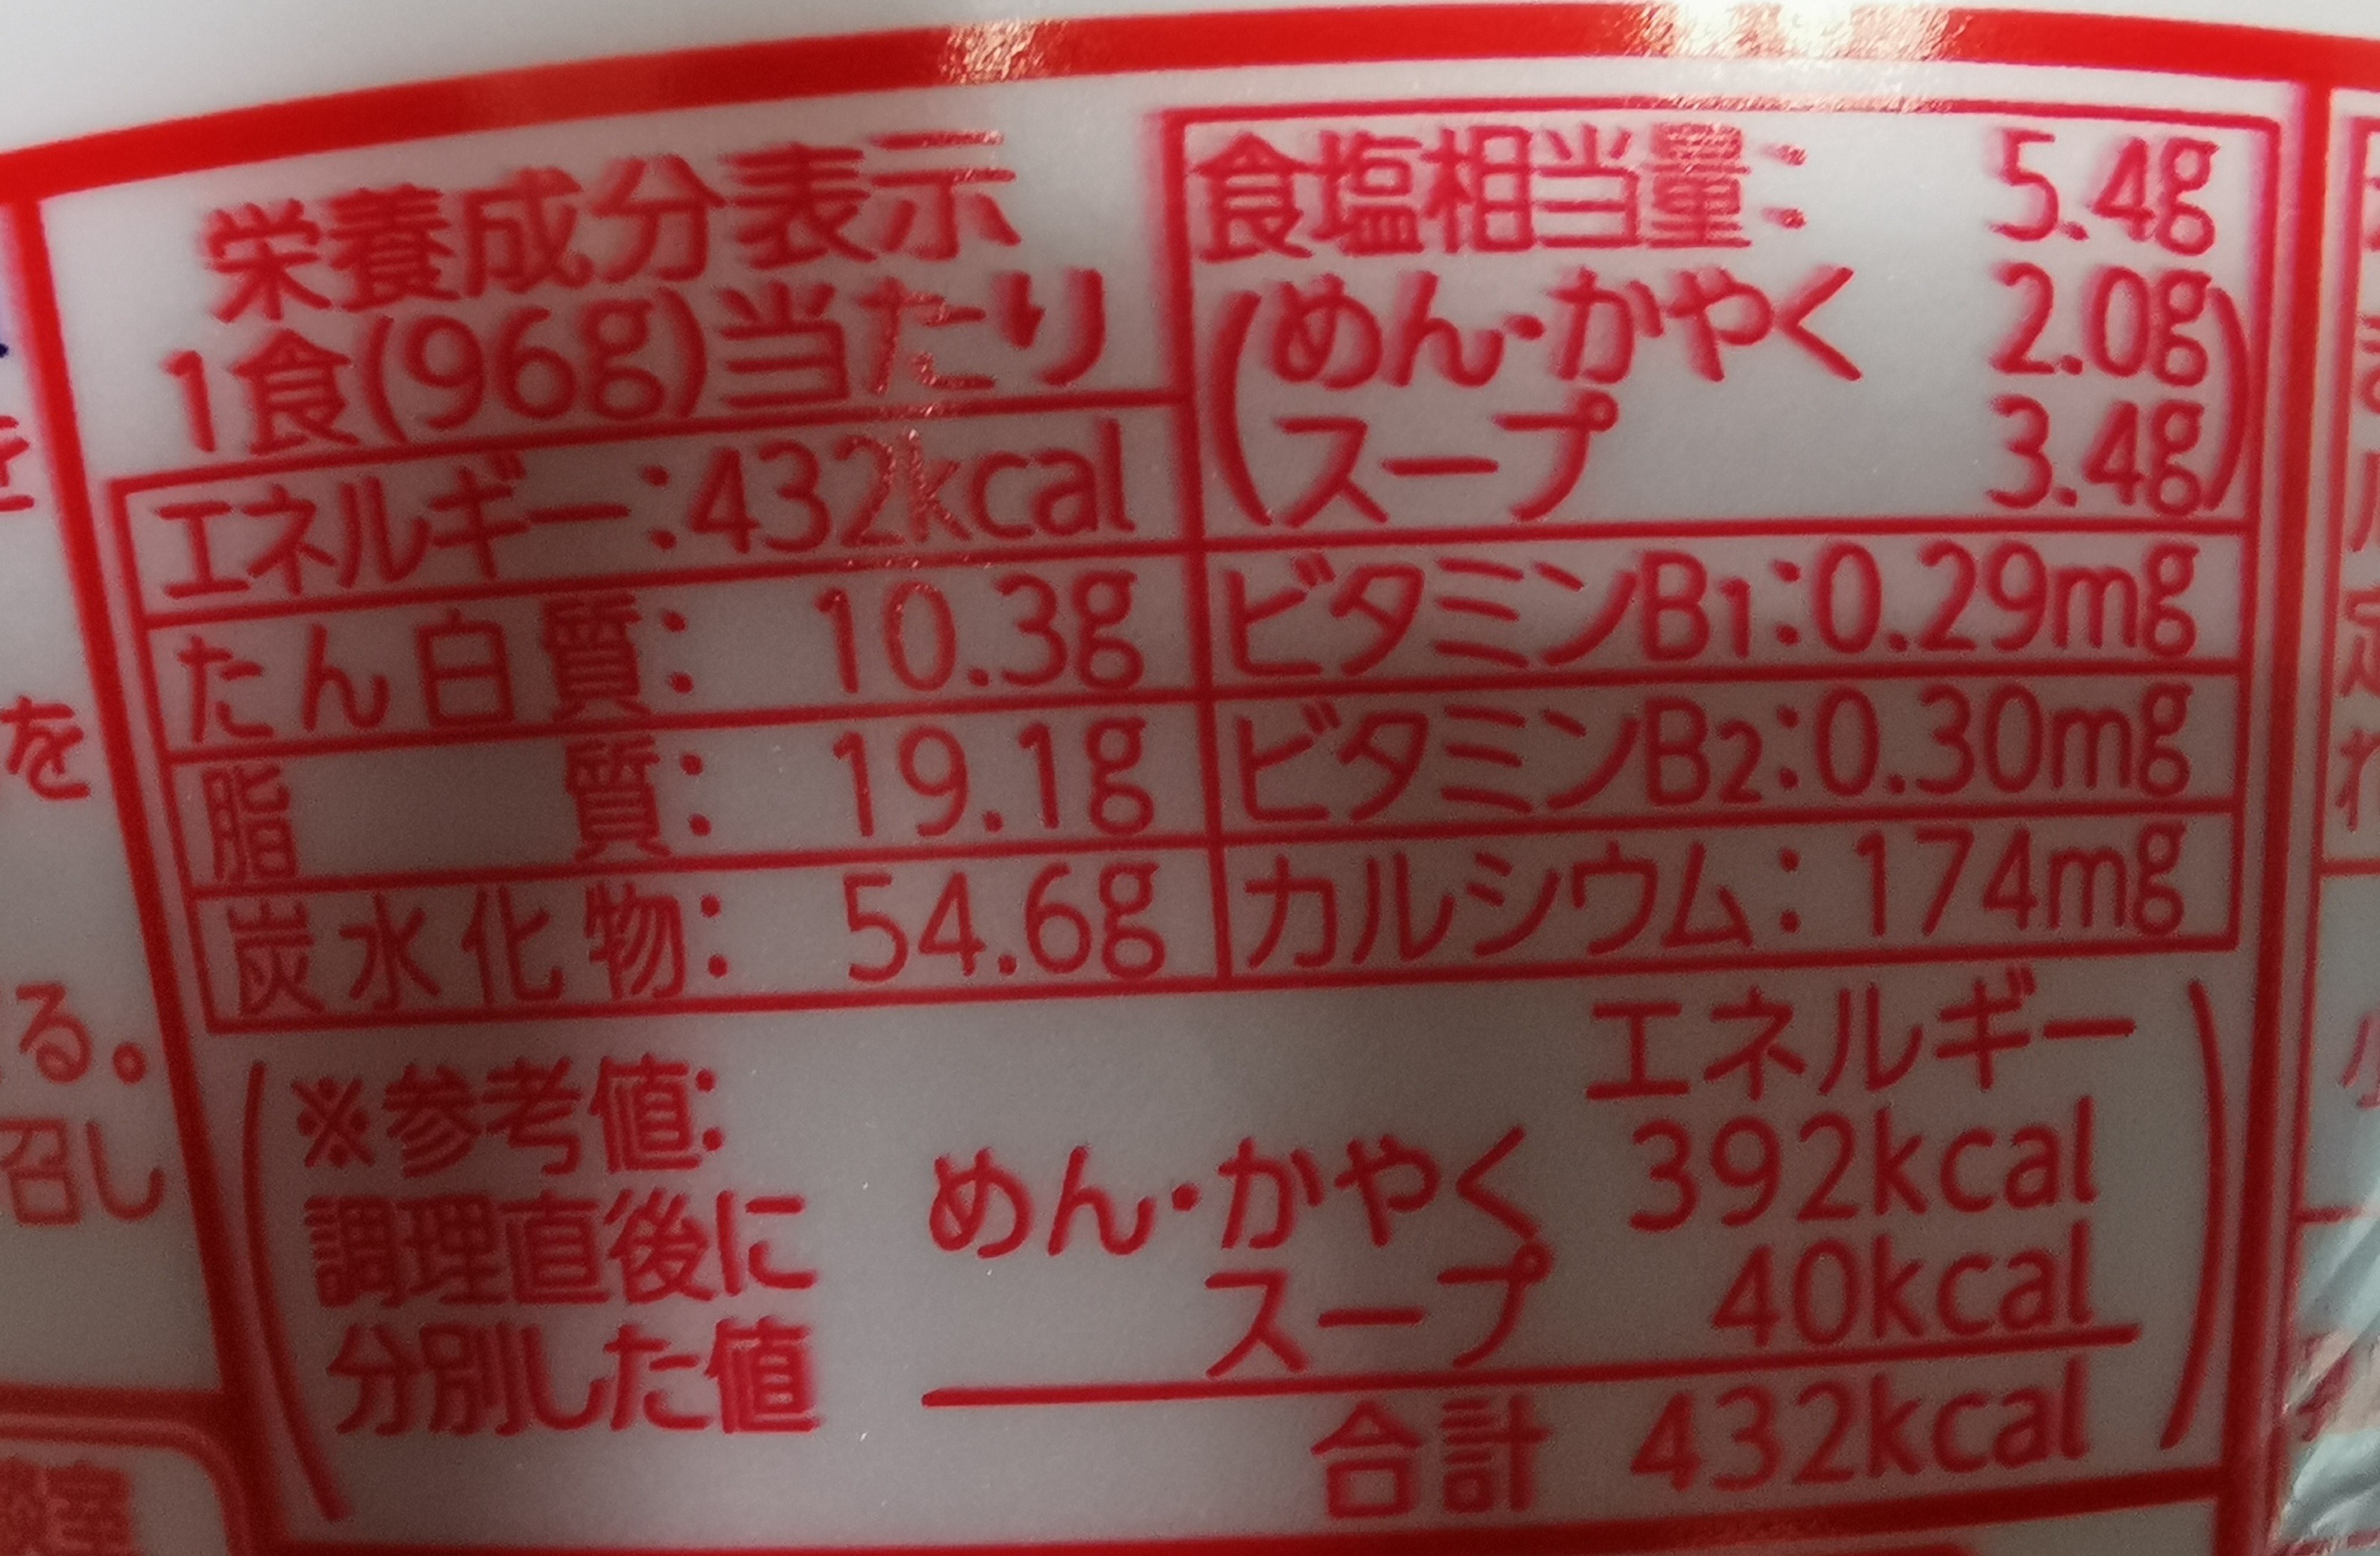 栄養成分表示
1食(96g)当たり
エネルギー:432kcal
たん白質: 10.3g
脂質: 19.1g
炭水化物: 54.6g
食塩相当量: 5.4g
(めん・かやく 2.0g
スープ 3.4g)
ビタミンB1:0.29mg
ビタミンB2:0.30mg
カルシウム: 174mg
(※参考値:
調理直後に
分別した値
エネルギー
めん・かやく 392kcal
スープ 40kcal
合計 432kcal)
を
を
る。
召し